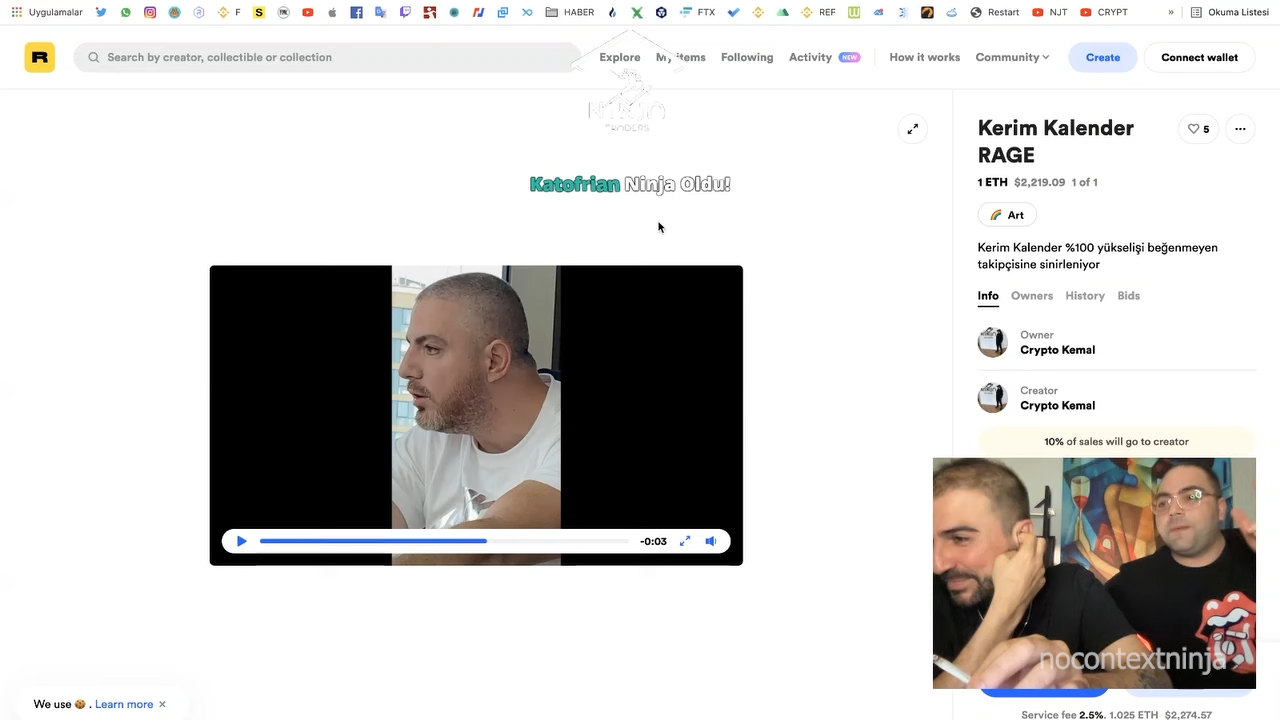 Uygulamalar F S HABER FTX REF Restart NJT CRYPT » Okuma Listesi
R Search by creator, collectible or collection Explore My items Following Activity NEW How it works Community Create Connect wallet
NINJA
TRADERS
Kerim Kalender
RAGE
5
Katofrian Ninja Oldu!
1 ETH $2,219.09 1 of 1
Art
Kerim Kalender %100 yükselişi beğenmeyen
takipçisine sinirleniyor
Info Owners History Bids
Owner
Crypto Kemal
Creator
Crypto Kemal
10% of sales will go to creator
-0:03
nocontextninja
We use 🍪 . Learn more ×
Service fee 2.5%. 1.025 ETH $2,274.57